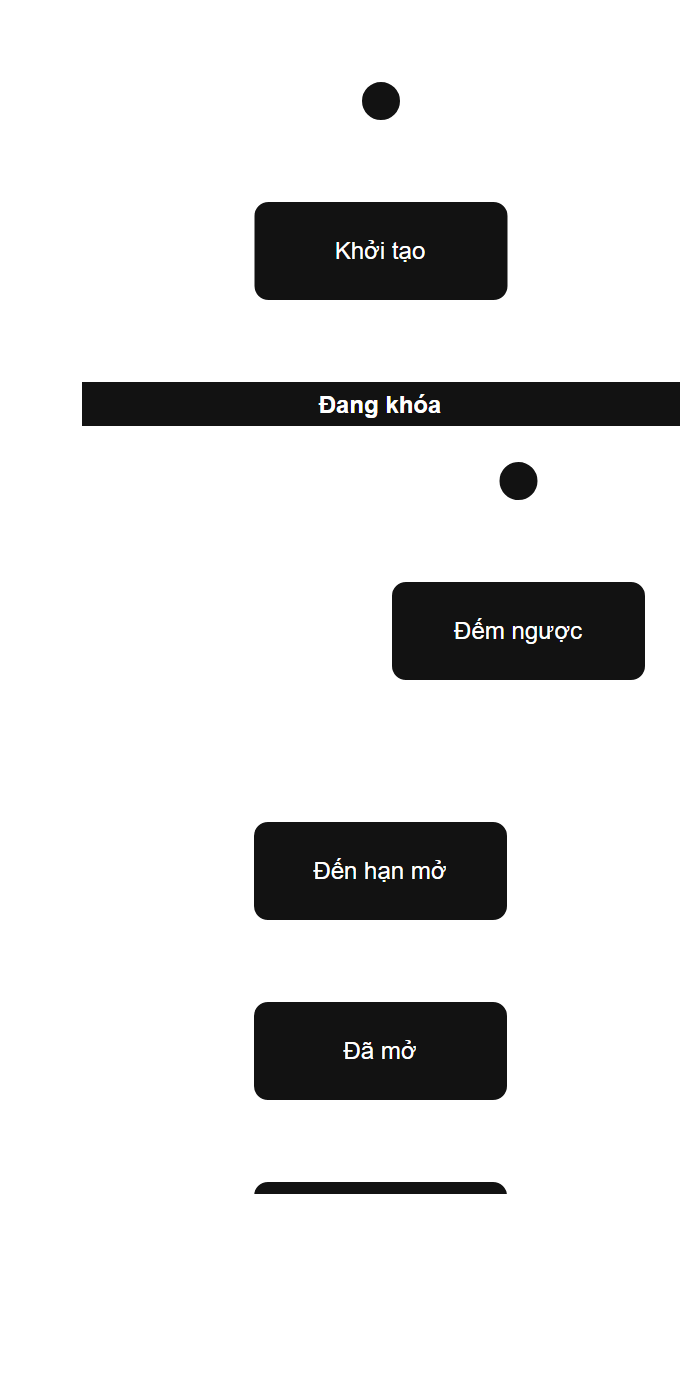 Khởi tạo
Đang khóa
Đếm ngược
Đến hạn mở
Đã mở